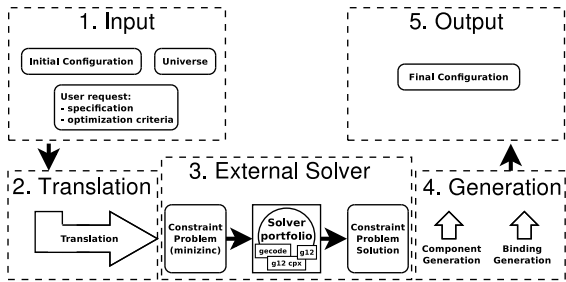 1. Input
Initial Configuration
Universe
User request:
- specification
- optimization criteria
5. Output
Final Configuration
2. Translation
Translation
3. External Solver
Constraint
Problem
(minizinc)
Solver
portfolio
gecode
g12
g12 cpx
Constraint
Problem
Solution
4. Generation
Component
Generation
Binding
Generation